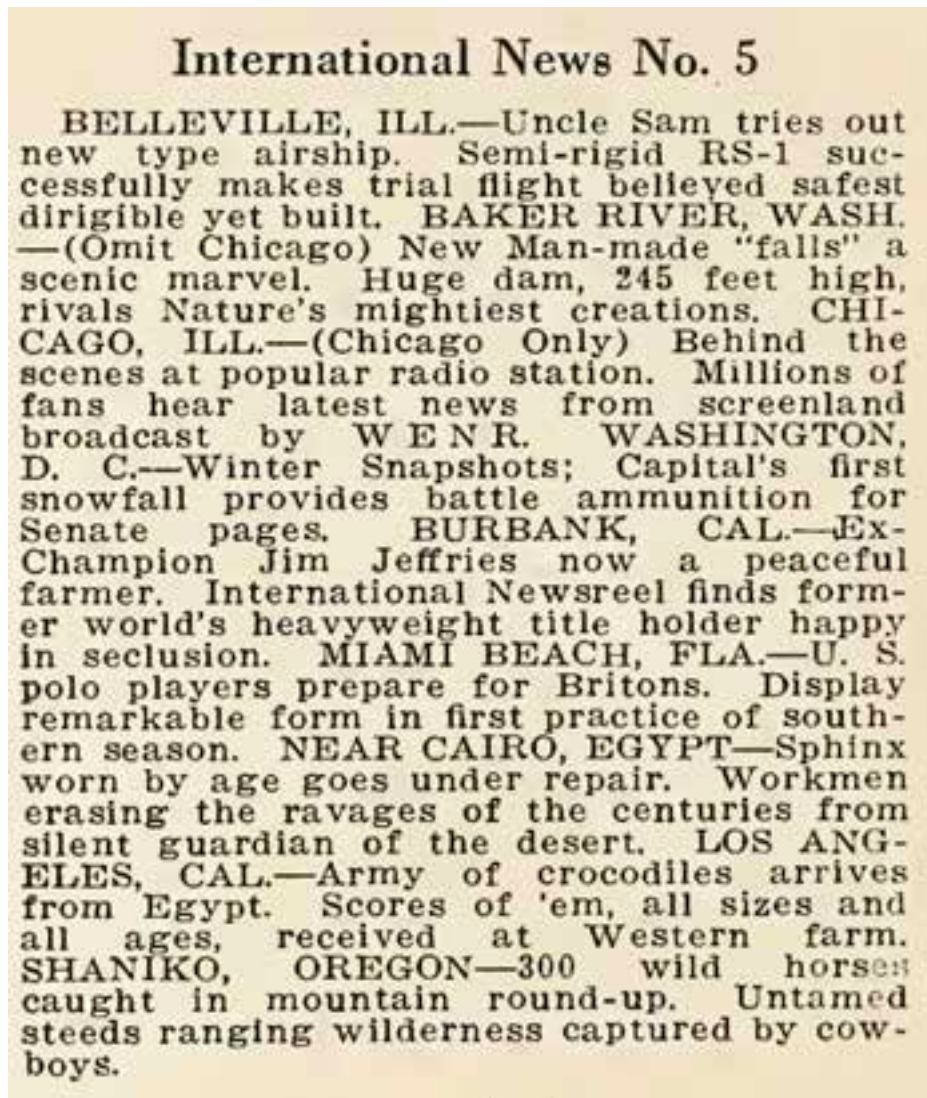 International News No. 5
BELLEVILLE, ILL.—Uncle Sam tries out
new type airship. Semi-rigid RS-1 suc-
cessfully makes trial flight believed safest
dirigible yet built. BAKER RIVER, WASH.
—(Omit Chicago) New Man-made "falls" a
scenic marvel. Huge dam, 245 feet high,
rivals Nature's mightiest creations. CHI-
CAGO, ILL.—(Chicago Only) Behind the
scenes at popular radio station. Millions of
fans hear latest news from screenland
broadcast by W E N R. WASHINGTON,
D. C.—Winter Snapshots; Capital's first
snowfall provides battle ammunition for
Senate pages. BURBANK, CAL.—Ex-
Champion Jim Jeffries now a peaceful
farmer. International Newsreel finds form-
er world's heavyweight title holder happy
in seclusion. MIAMI BEACH, FLA.—U. S.
polo players prepare for Britons. Display
remarkable form in first practice of south-
ern season. NEAR CAIRO, EGYPT—Sphinx
worn by age goes under repair. Workmen
erasing the ravages of the centuries from
silent guardian of the desert. LOS ANG-
ELES, CAL.—Army of crocodiles arrives
from Egypt. Scores of 'em, all sizes and
all ages, received at Western farm.
SHANIKO, OREGON—300 wild horses
caught in mountain round-up. Untamed
steeds ranging wilderness captured by cow-
boys.